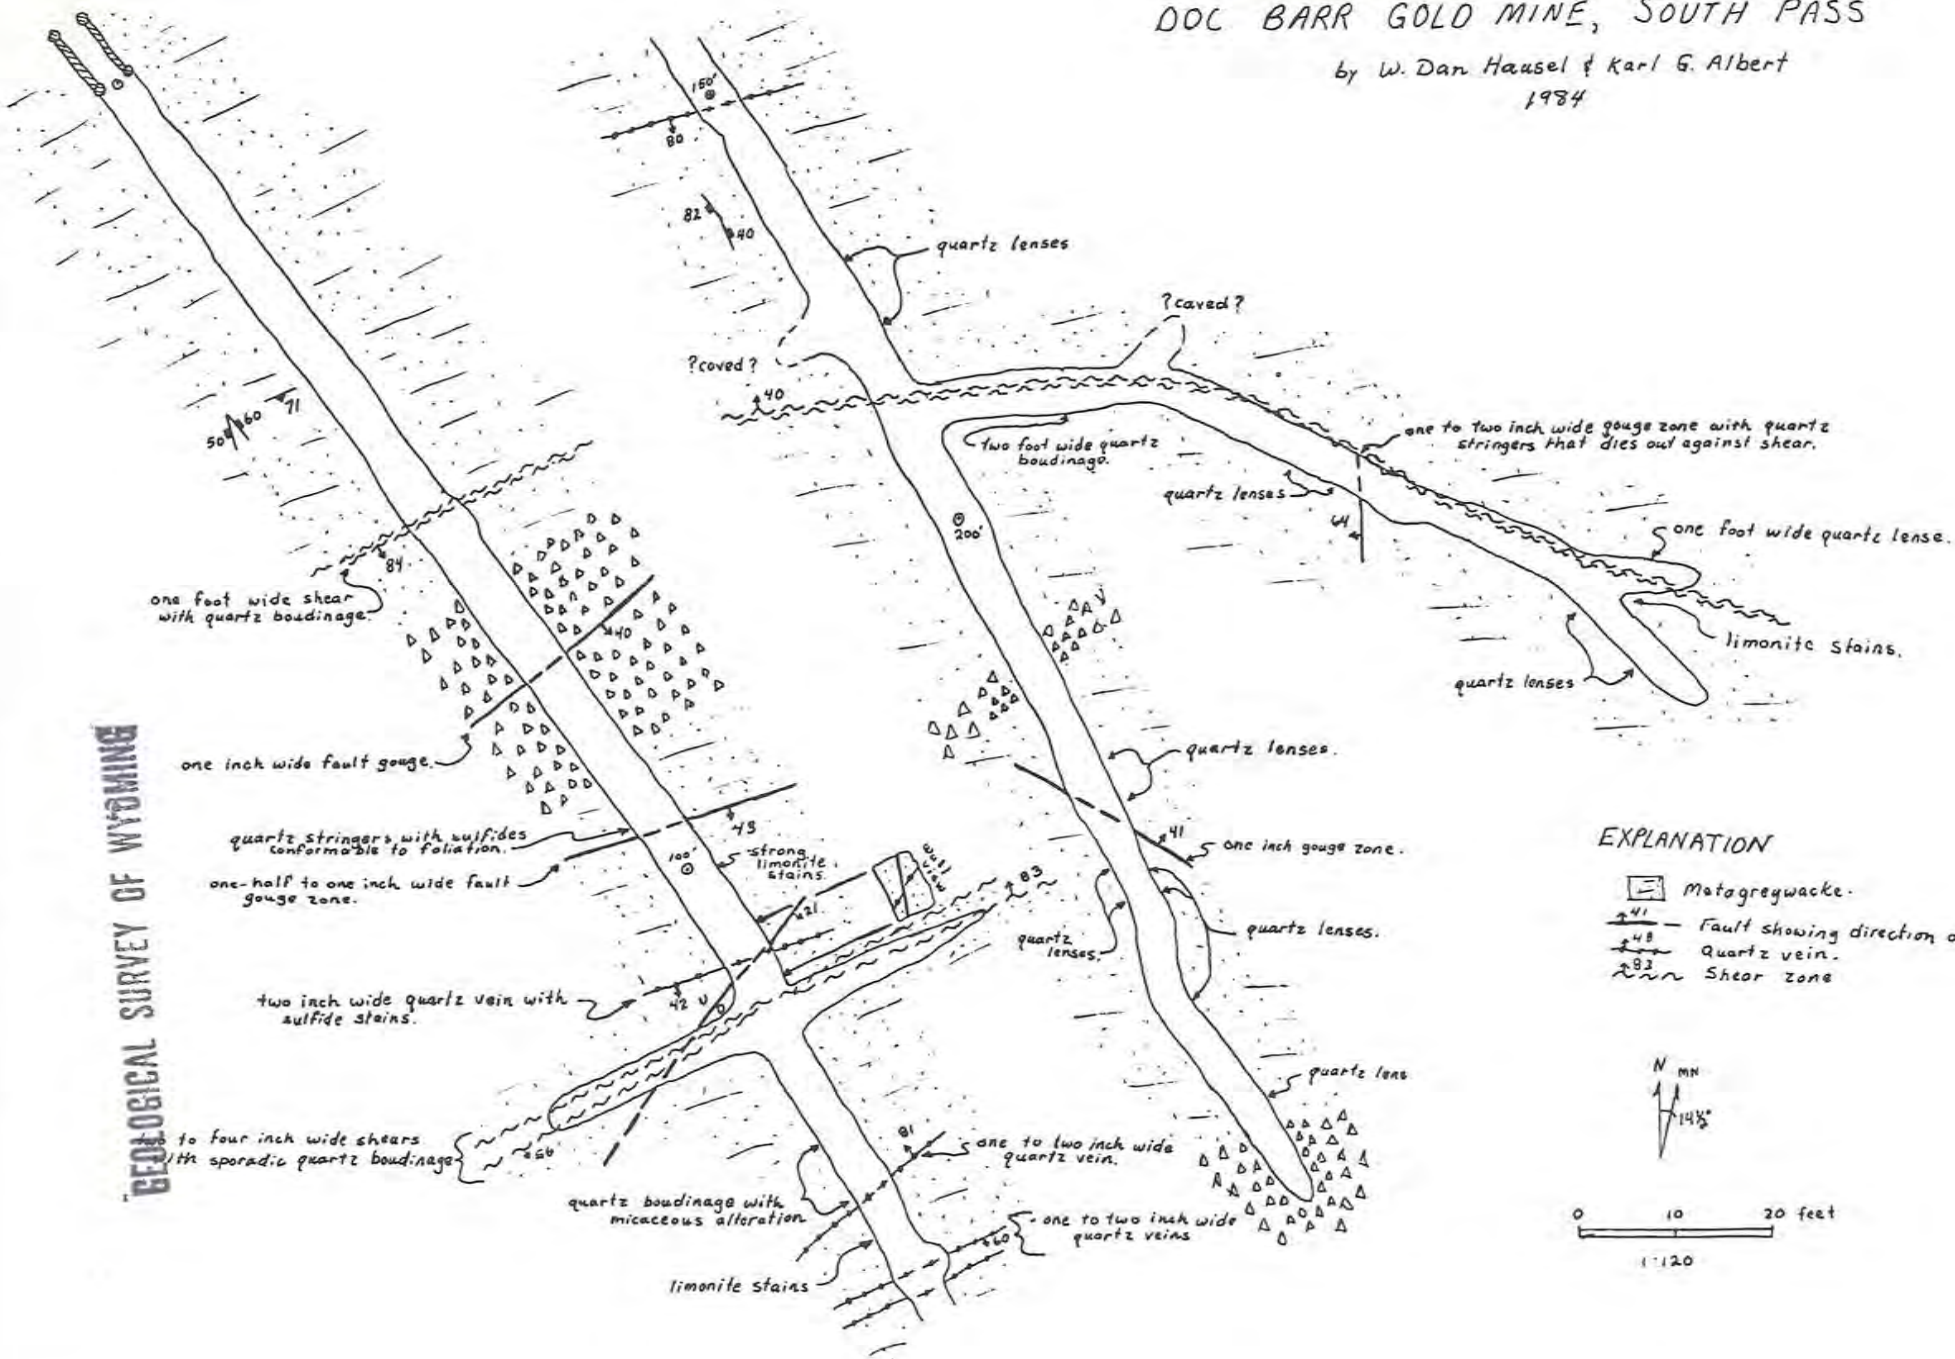 DOC BARR GOLD MINE, SOUTH PASS
by W. Dan Hausel & Karl G. Albert
1984
150'
80
82
40
quartz lenses
?caved?
?caved?
40
71
60
50
two foot wide quartz
boudinage.
one to two inch wide gouge zone with quartz
stringers that dies out against shear.
quartz lenses
64
200'
one foot wide quartz lense.
84
one foot wide shear
with quartz boudinage.
40
limonite stains.
quartz lenses
one inch wide fault gouge.
quartz lenses.
43
quartz stringers with sulfides
conformable to foliation.
100'
strong
limonite
stains.
wall
view
83
41
one inch gouge zone.
one-half to one inch wide fault
gouge zone.
21
quartz
lenses.
quartz lenses.
two inch wide quartz vein with
sulfide stains.
42
U
D
quartz lens
to four inch wide shears
with sporadic quartz boudinage
56
81
one to two inch wide
quartz vein.
quartz boudinage with
micaceous alteration
60
one to two inch wide
quartz veins
limonite stains
EXPLANATION
Metagreywacke.
41
Fault showing direction o
48
Quartz vein.
83
Shear zone
N MN
14½°
0 10 20 feet
1:120
GEOLOGICAL SURVEY OF WYOMING